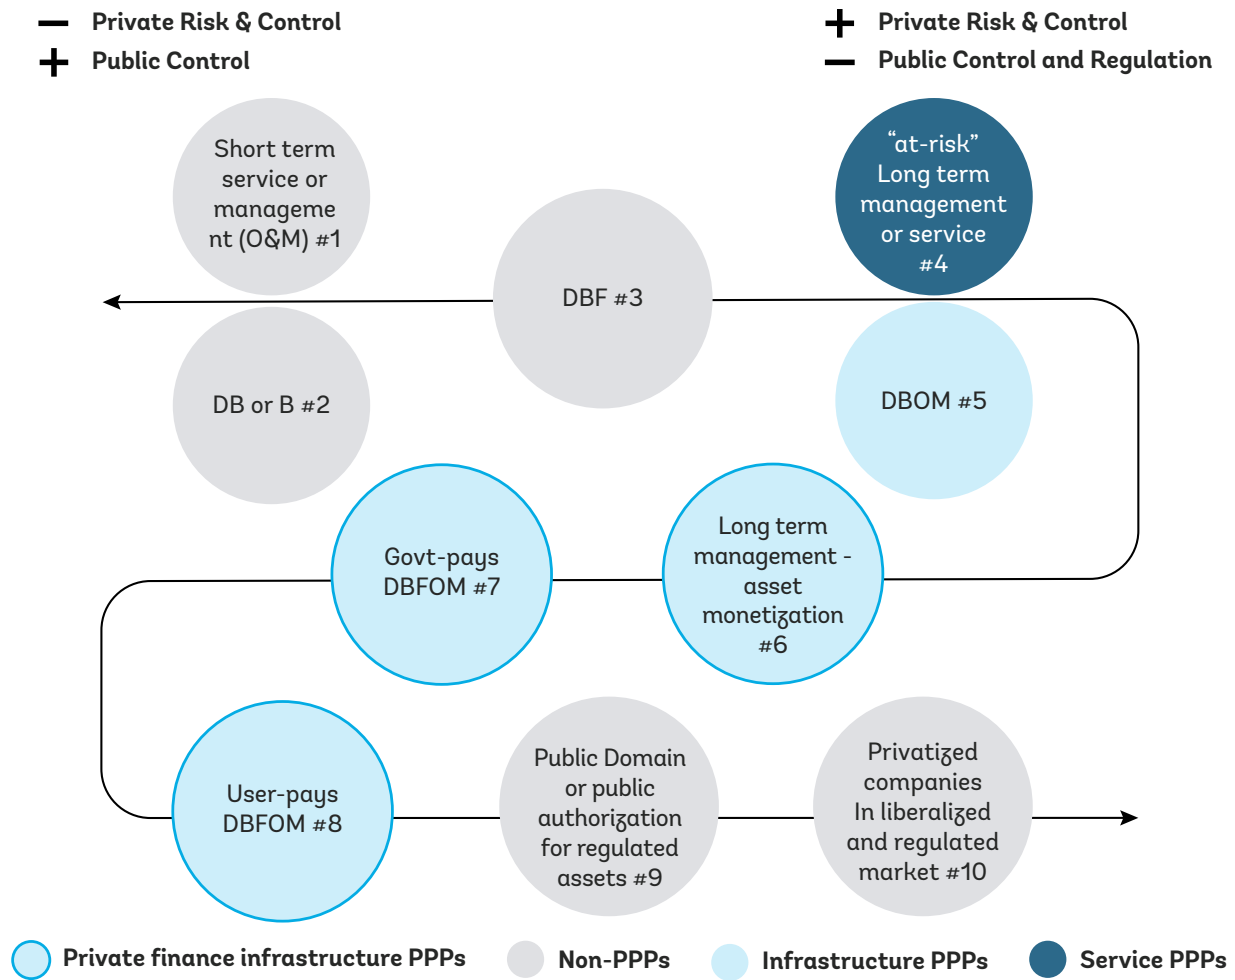 Private Risk & Control
Public Control
Private Risk & Control
Public Control and Regulation
Short term
service or
manageme
nt (O&M) #1
"at-risk"
Long term
management
or service
#4
DBF #3
DB or B #2
DBOM #5
Govt-pays
DBFOM #7
Long term
management -
asset
monetization
#6
User-pays
DBFOM #8
Public Domain
or public
authorization
for regulated
assets #9
Privatized
companies
In liberalized
and regulated
market #10
Private finance infrastructure PPPs
Non-PPPs
Infrastructure PPPs
Service PPPs